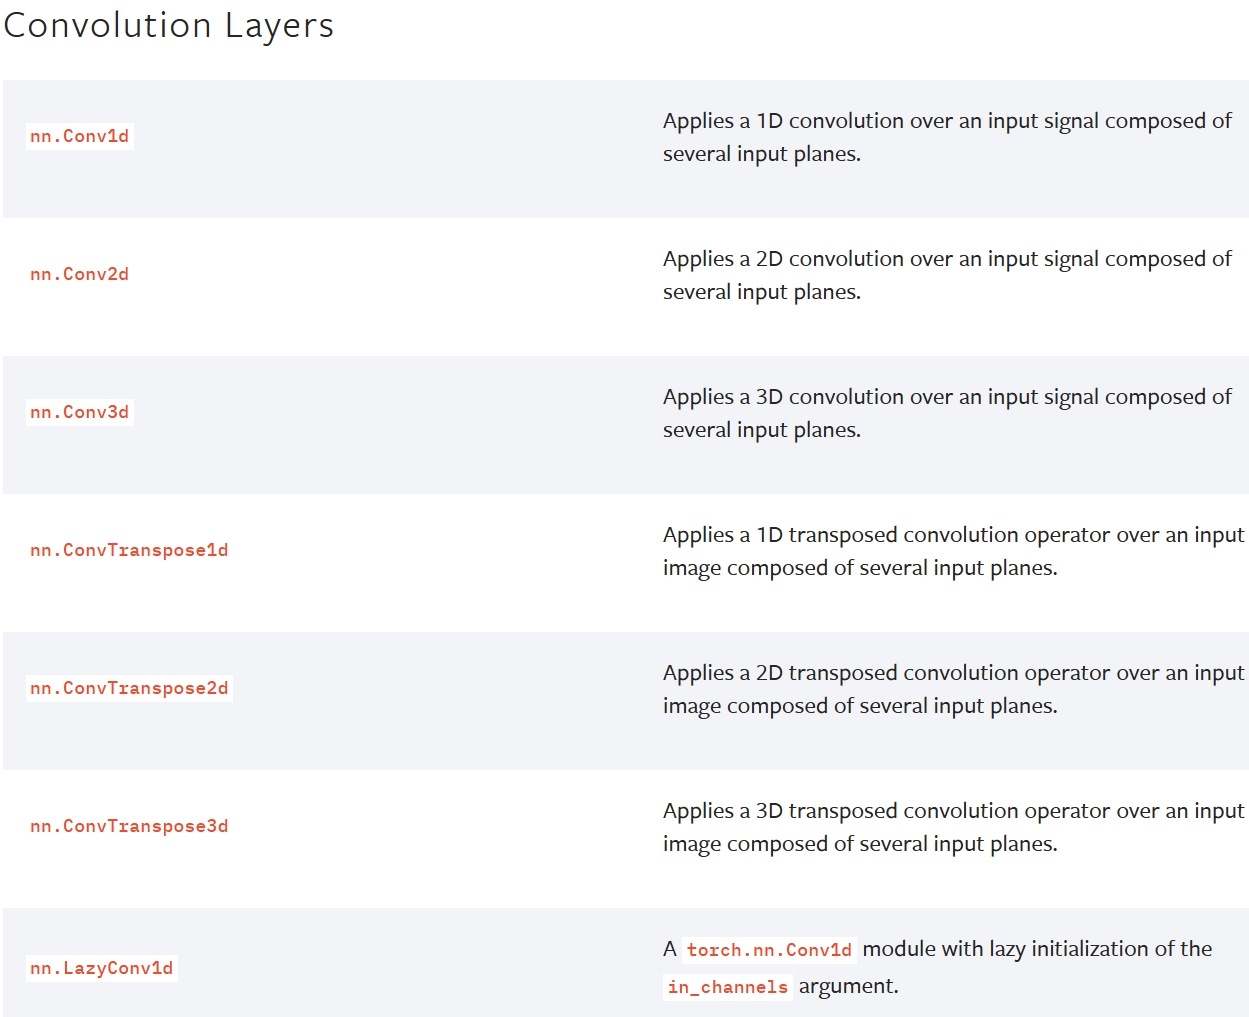 Convolution Layers
nn.Conv1d
Applies a 1D convolution over an input signal composed of
several input planes.
nn.Conv2d
Applies a 2D convolution over an input signal composed of
several input planes.
nn.Conv3d
Applies a 3D convolution over an input signal composed of
several input planes.
nn.ConvTranspose1d
Applies a 1D transposed convolution operator over an input
image composed of several input planes.
nn.ConvTranspose2d
Applies a 2D transposed convolution operator over an input
image composed of several input planes.
nn.ConvTranspose3d
Applies a 3D transposed convolution operator over an input
image composed of several input planes.
nn.LazyConv1d
A torch.nn.Conv1d module with lazy initialization of the
in_channels argument.